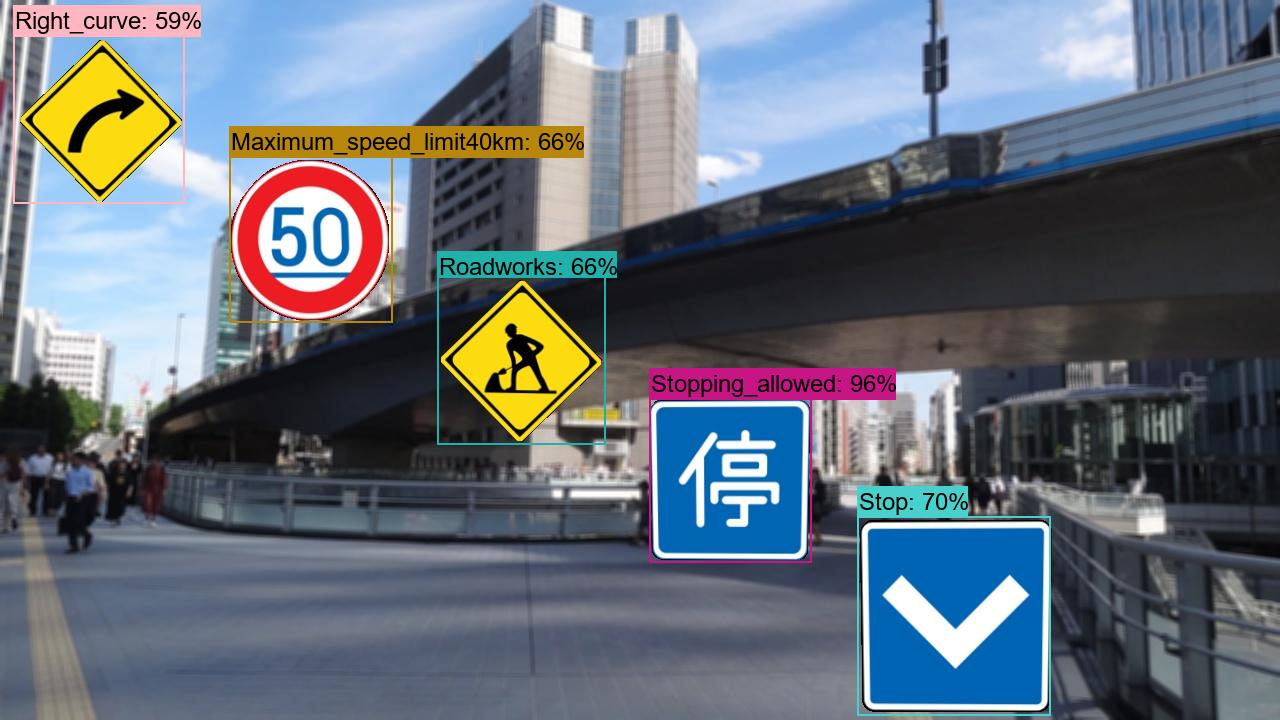 Right_curve: 59%
Maximum_speed_limit40km: 66%
50
Roadworks: 66%
Stopping_allowed: 96%
停
Stop: 70%